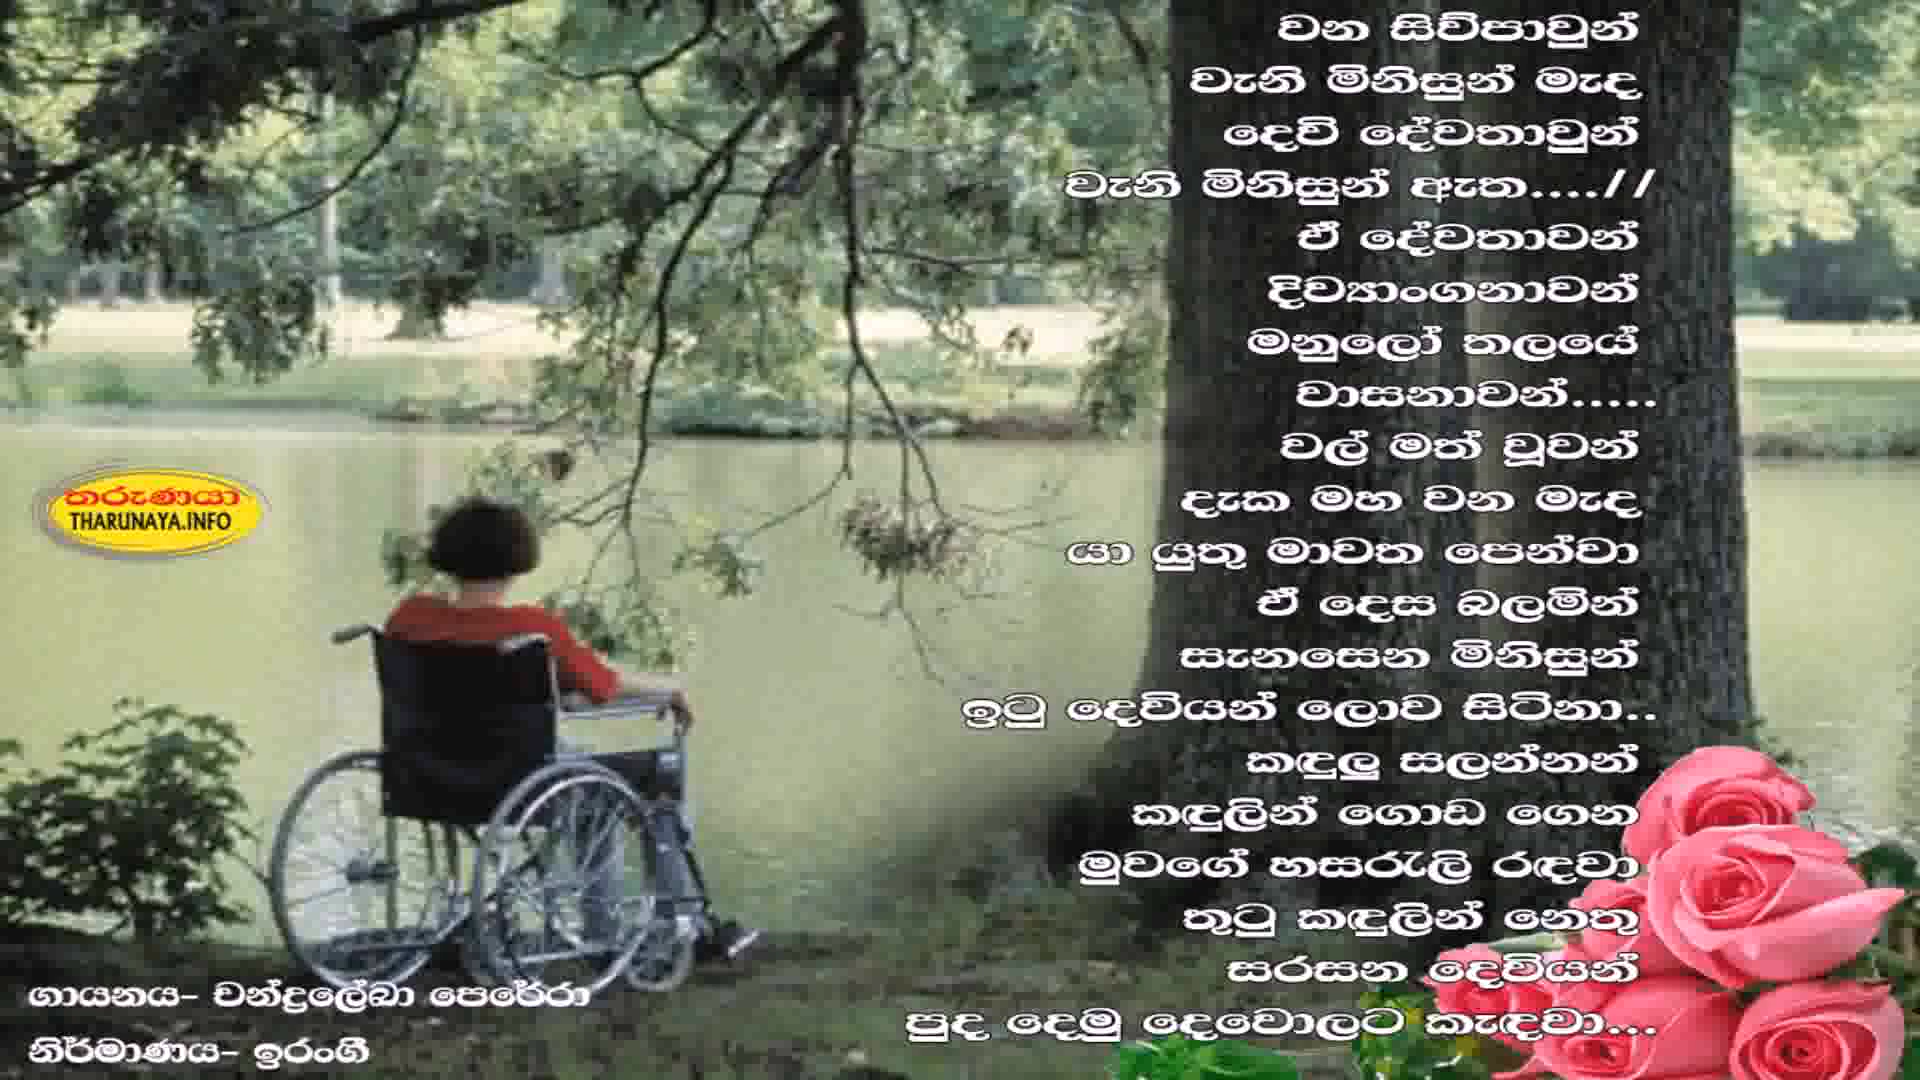 වන සිව්පාවුන්
වැනි මිනිසුන් මැද
දෙව් දේවතාවුන්
වැනි මිනිසුන් ඇත....//
ඒ දේවතාවන්
දිව්‍යාංගනාවන්
මනුලෝ තලයේ
වාසනාවන්.....
වල් මත් වූවන්
දැක මහ වන මැද
යා යුතු මාවත පෙන්වා
ඒ දෙස බලමින්
සැනසෙන මිනිසුන්
ඉටු දෙවියන් ලොව සිටිනා..
කඳුලු සලන්නන්
කඳුලින් ගොඩ ගෙන
මුවගේ හසරැලි රඳවා
තුටු කඳුලින් නෙතු
සරසන දෙවියන්
පුද දෙමු දෙවොලට කැඳවා...
තරුණයා
THARUNAYA.INFO
ගායනය- චන්ද්‍රලේඛා පෙරේරා
නිර්මාණය- ඉරංගී